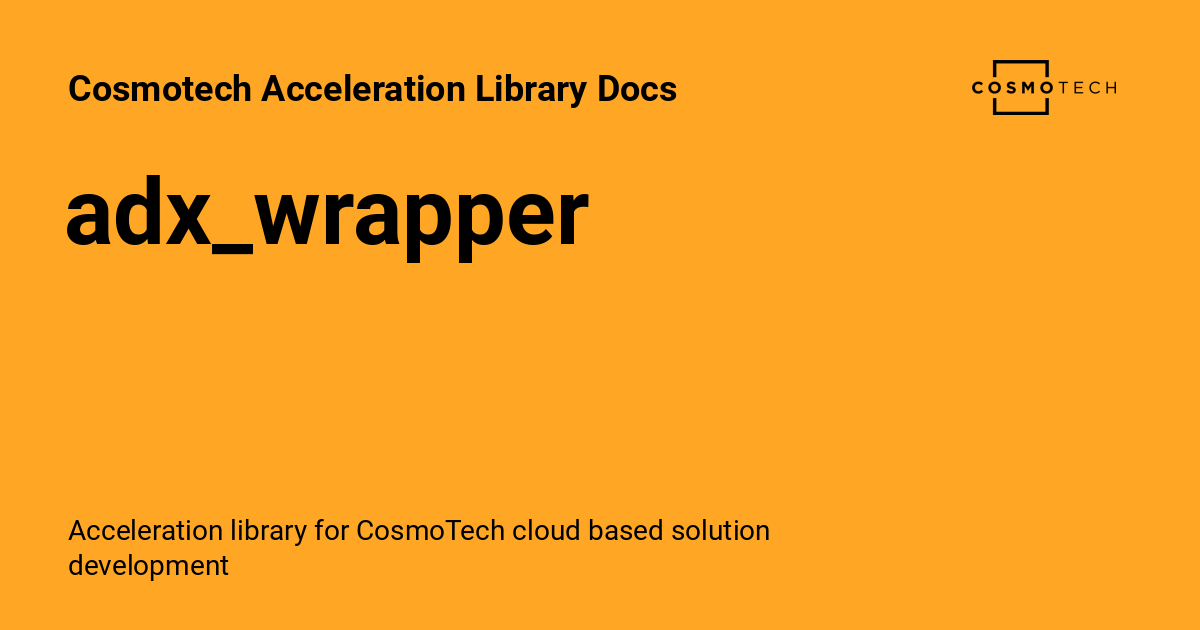 Cosmotech Acceleration Library Docs
COSMOTECH
adx_wrapper
Acceleration library for CosmoTech cloud based solution
development